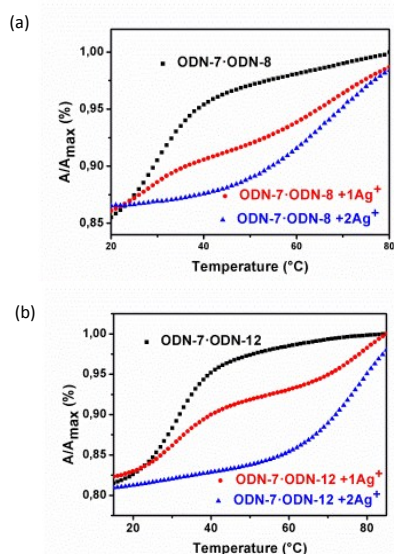 (a)
A/Amax (%)
1,00
0,95
0,90
0,85
ODN-7·ODN-8
ODN-7·ODN-8 +1Ag⁺
ODN-7·ODN-8 +2Ag⁺
20 40 60 80
Temperature (°C)
(b)
A/Amax (%)
1,00
0,95
0,90
0,85
0,80
ODN-7·ODN-12
ODN-7·ODN-12 +1Ag⁺
ODN-7·ODN-12 +2Ag⁺
20 40 60 80
Temperature (°C)